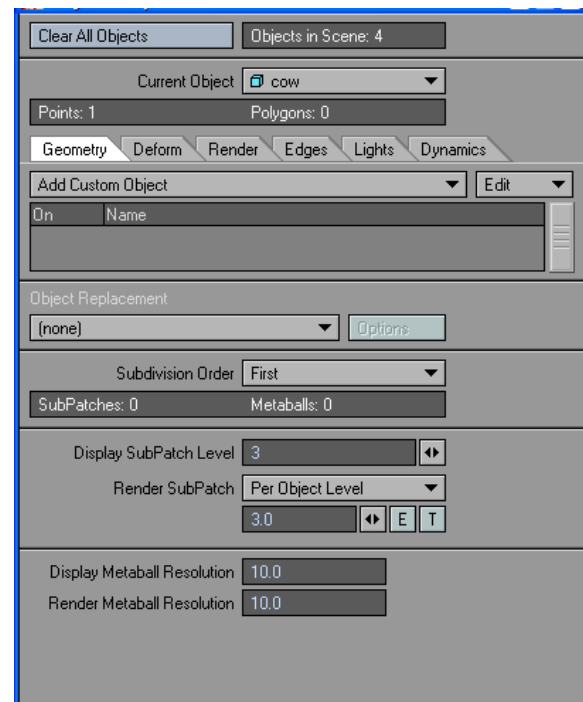 Clear All Objects Objects in Scene: 4
Current Object cow
Points: 1 Polygons: 0
Geometry Deform Render Edges Lights Dynamics
Add Custom Object Edit
On Name
Object Replacement
(none) Options
Subdivision Order First
SubPatches: 0 Metaballs: 0
Display SubPatch Level 3
Render SubPatch Per Object Level
3.0 E T
Display Metaball Resolution 10.0
Render Metaball Resolution 10.0